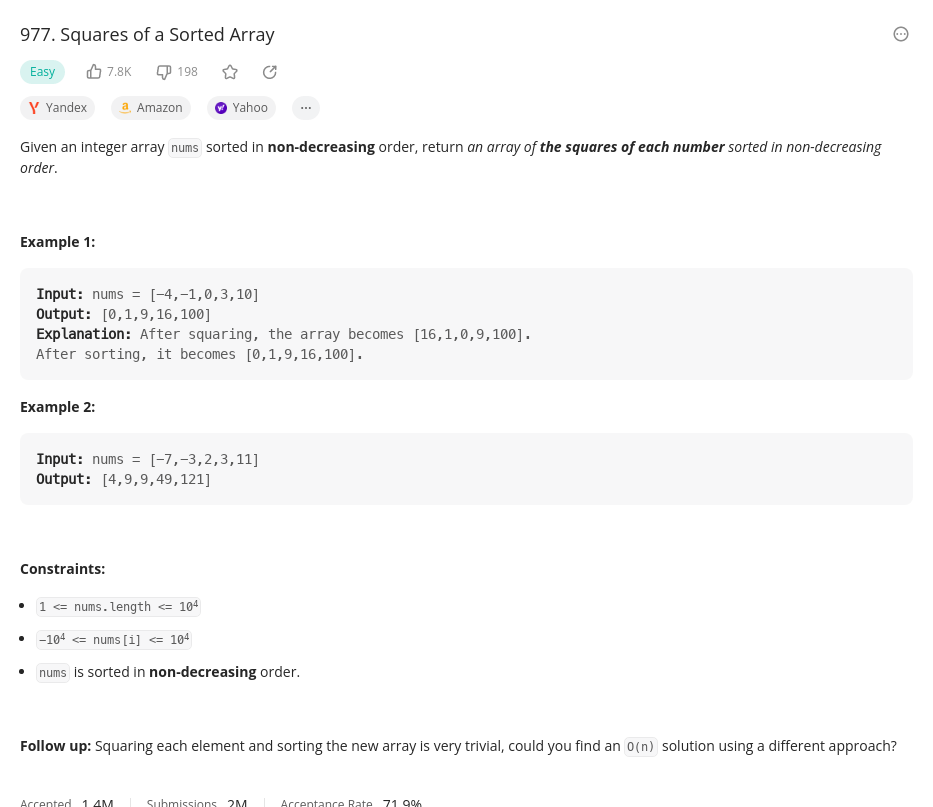 977. Squares of a Sorted Array
Easy 7.8K 198
Yandex Amazon Yahoo ...
Given an integer array nums sorted in non-decreasing order, return an array of the squares of each number sorted in non-decreasing
order.
Example 1:
Input: nums = [-4,-1,0,3,10]
Output: [0,1,9,16,100]
Explanation: After squaring, the array becomes [16,1,0,9,100].
After sorting, it becomes [0,1,9,16,100].
Example 2:
Input: nums = [-7,-3,2,3,11]
Output: [4,9,9,49,121]
Constraints:
• 1 <= nums.length <= 10⁴
• -10⁴ <= nums[i] <= 10⁴
• nums is sorted in non-decreasing order.
Follow up: Squaring each element and sorting the new array is very trivial, could you find an O(n) solution using a different approach?
Accepted 1.4M Submissions 2M Acceptance Rate 71.9%